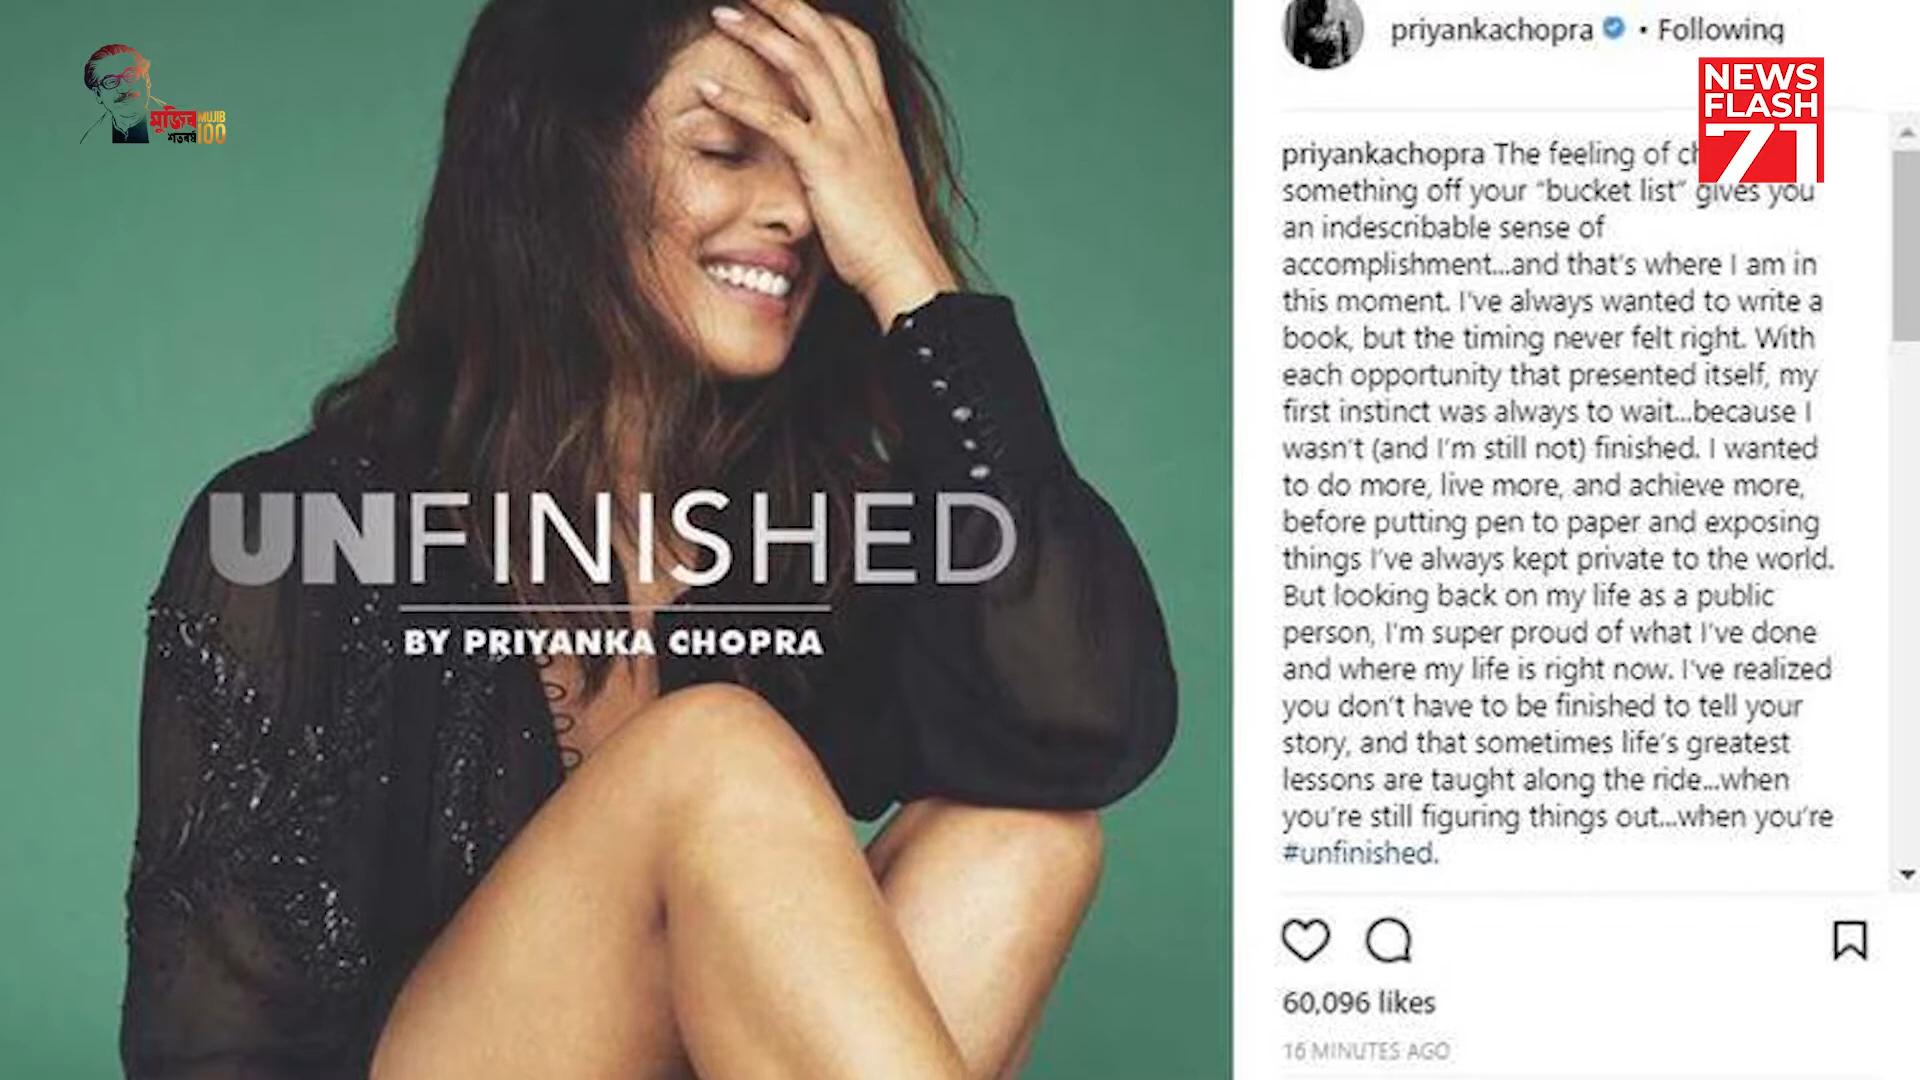 মুজিব MUJIB
শতবর্ষ 100
UNFINISHED
BY PRIYANKA CHOPRA
priyankachopra • Following
NEWS
FLASH
71
priyankachopra The feeling of
something off your “bucket list” gives you
an indescribable sense of
accomplishment...and that's where I am in
this moment. I've always wanted to write a
book, but the timing never felt right. With
each opportunity that presented itself, my
first instinct was always to wait...because I
wasn't (and I'm still not) finished. I wanted
to do more, live more, and achieve more,
before putting pen to paper and exposing
things I've always kept private to the world.
But looking back on my life as a public
person, I'm super proud of what I've done
and where my life is right now. I've realized
you don't have to be finished to tell your
story, and that sometimes life's greatest
lessons are taught along the ride...when
you're still figuring things out...when you're
#unfinished.
60,096 likes
16 MINUTES AGO